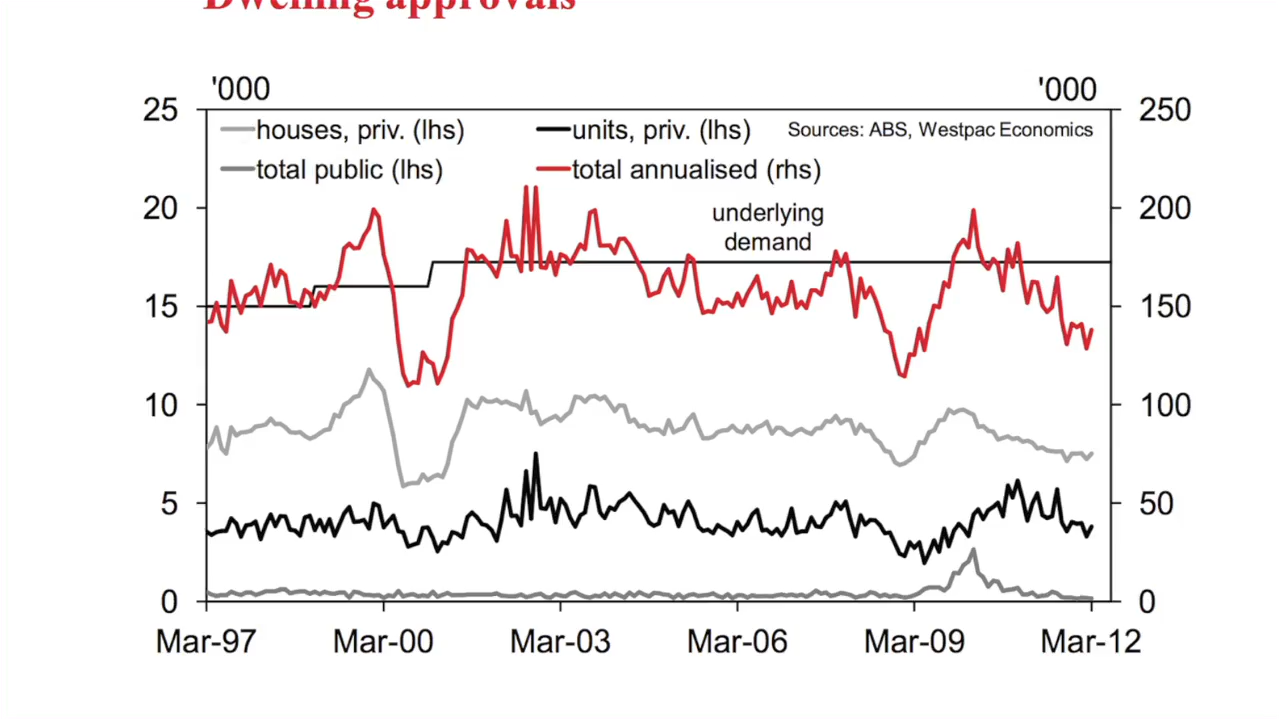 Dwelling approvals
'000 '000
25 250
houses, priv. (lhs) units, priv. (lhs) Sources: ABS, Westpac Economics
total public (lhs) total annualised (rhs)
20 200
underlying
demand
15 150
10 100
5 50
0 0
Mar-97 Mar-00 Mar-03 Mar-06 Mar-09 Mar-12